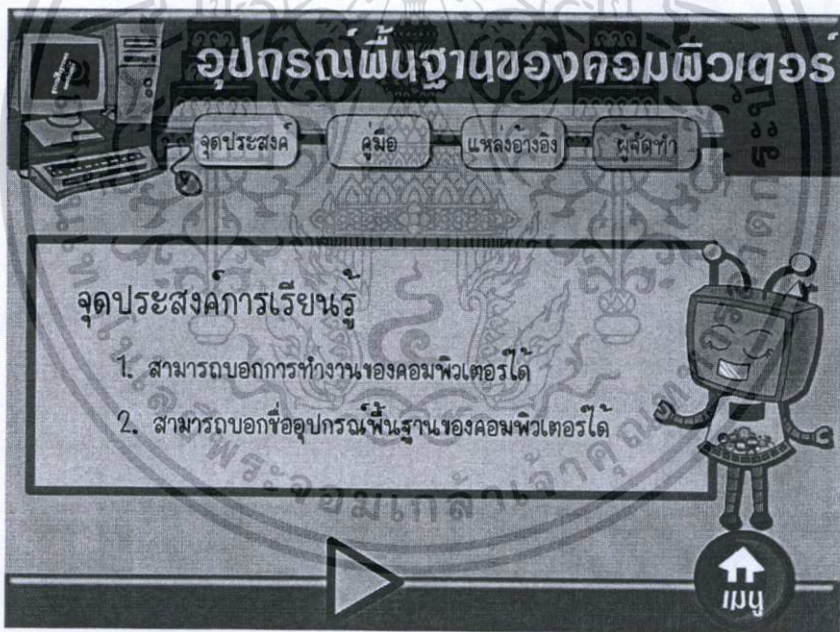 อุปกรณ์พื้นฐานของคอมพิวเตอร์
จุดประสงค์
คู่มือ
แหล่งอ้างอิง
ผู้จัดทำ
จุดประสงค์การเรียนรู้
1. สามารถบอกการทำงานของคอมพิวเตอร์ได้
2. สามารถบอกชื่ออุปกรณ์พื้นฐานของคอมพิวเตอร์ได้
เมนู